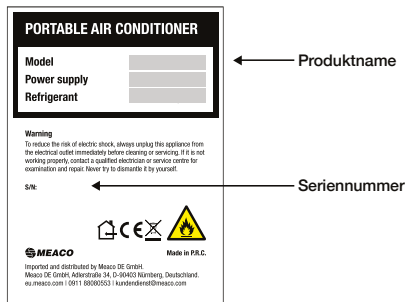 PORTABLE AIR CONDITIONER
Model
Produktname
Power supply
Refrigerant
Warning
To reduce the risk of electric shock, always unplug this appliance from
the electrical outlet immediately before cleaning or servicing. If it is not
working properly, contact a qualified electrician or service centre for
examination and repair. Never try to dismantle it by yourself.
S/N:
Seriennummer
CE
MEACO
Made in P.R.C.
Imported and distributed by Meaco DE GmbH.
Meaco DE GmbH, Adlerstraße 34, D-90403 Nürnberg, Deutschland.
eu.meaco.com | 0911 88080553 | kundendienst@meaco.com